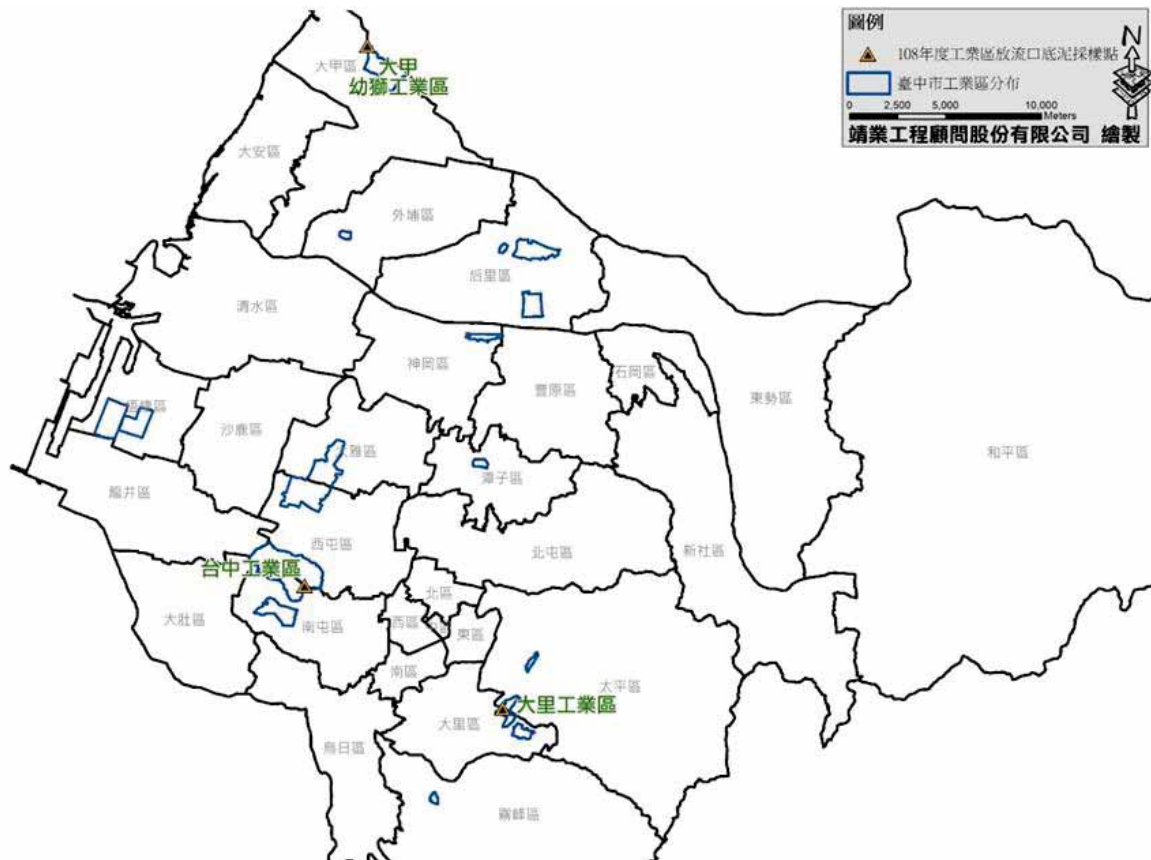 圖例
108年度工業區放流口底泥採樣點
臺中市工業區分布
0 2,500 5,000 10,000
Meters
靖業工程顧問股份有限公司 繪製
N
大甲區
大甲
幼獅工業區
大安區
外埔區
后里區
清水區
神岡區
豐原區
石岡區
東勢區
和平區
梧棲區
沙鹿區
大雅區
潭子區
龍井區
西屯區
北屯區
新社區
台中工業區
北區
大肚區
南屯區
西區
東區
南區
太平區
大里工業區
大里區
烏日區
霧峰區